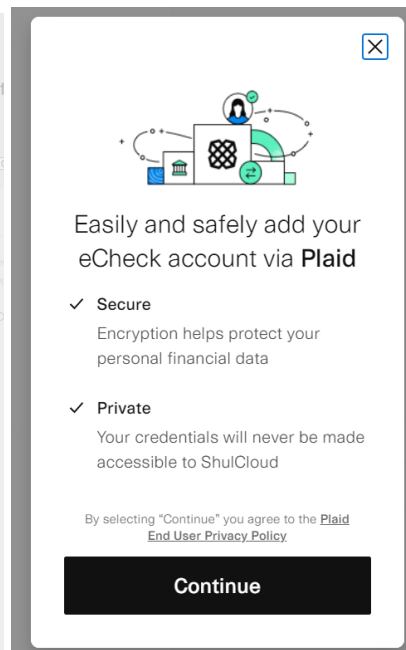 Easily and safely add your
eCheck account via Plaid
Secure
Encryption helps protect your
personal financial data
Private
Your credentials will never be made
accessible to ShulCloud
By selecting “Continue” you agree to the Plaid
End User Privacy Policy
Continue